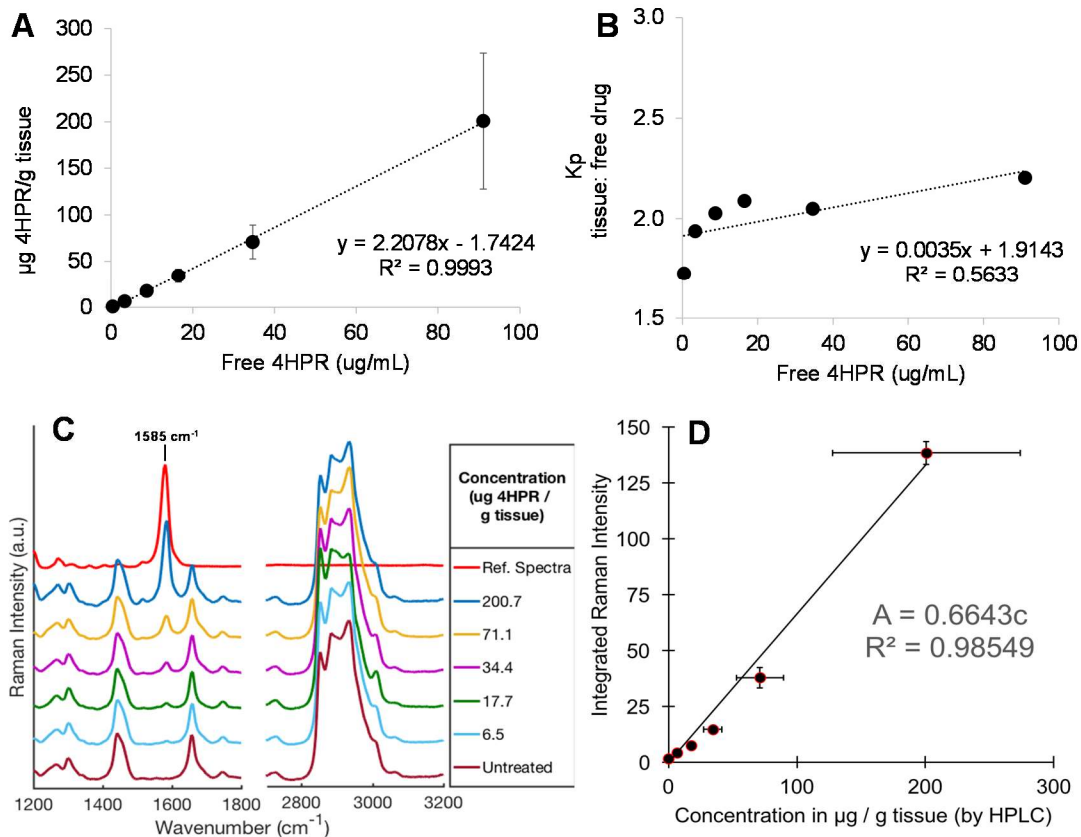 A
300
250
200
150
100
50
0
0 20 40 60 80 100
µg 4HPR/g tissue
Free 4HPR (ug/mL)
y = 2.2078x - 1.7424
R² = 0.9993
B
3.0
2.5
2.0
1.5
0 20 40 60 80 100
Kp
tissue: free drug
Free 4HPR (ug/mL)
y = 0.0035x + 1.9143
R² = 0.5633
C
1585 cm⁻¹
Raman Intensity (a.u.)
1200 1400 1600 1800 2800 3000 3200
Wavenumber (cm⁻¹)
Concentration
(ug 4HPR /
g tissue)
Ref. Spectra
200.7
71.1
34.4
17.7
6.5
Untreated
D
150
125
100
75
50
25
0
0 100 200 300
Integrated Raman Intensity
Concentration in µg / g tissue (by HPLC)
A = 0.6643c
R² = 0.98549